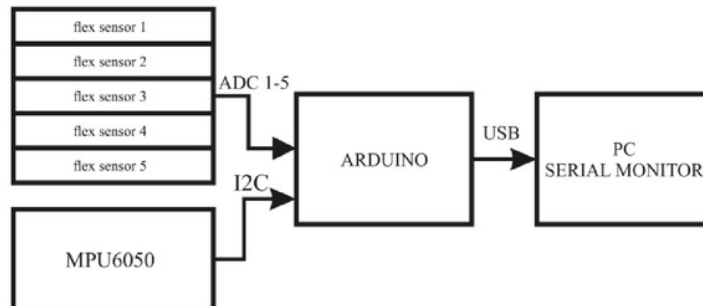 flex sensor 1
flex sensor 2
flex sensor 3
flex sensor 4
flex sensor 5
ADC 1-5
I2C
MPU6050
ARDUINO
USB
PC
SERIAL MONITOR